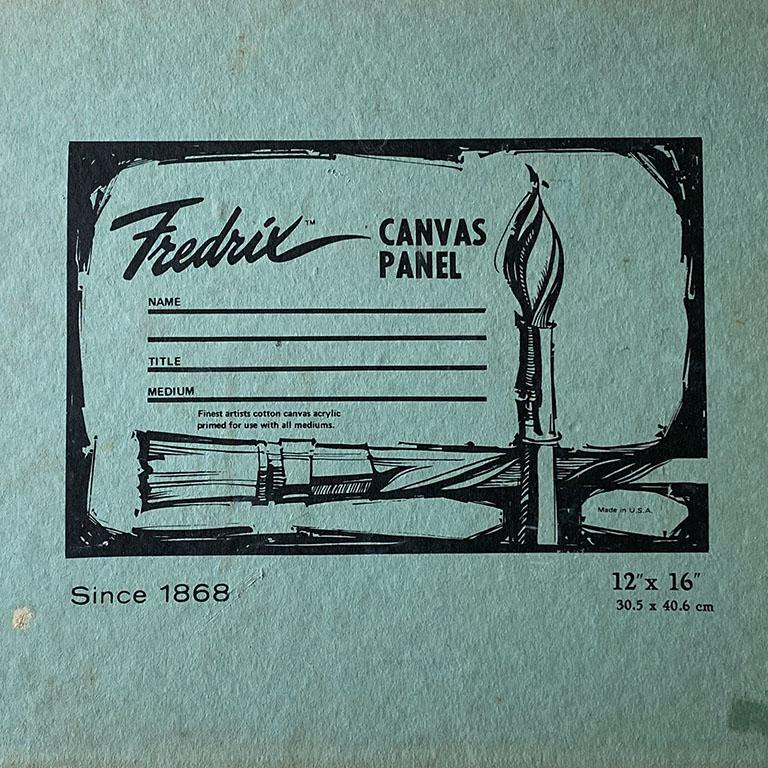 Fredrix™
CANVAS
PANEL
NAME
TITLE
MEDIUM
Finest artists cotton canvas acrylic
primed for use with all mediums.
Made in U.S.A.
Since 1868
12" x 16"
30.5 x 40.6 cm